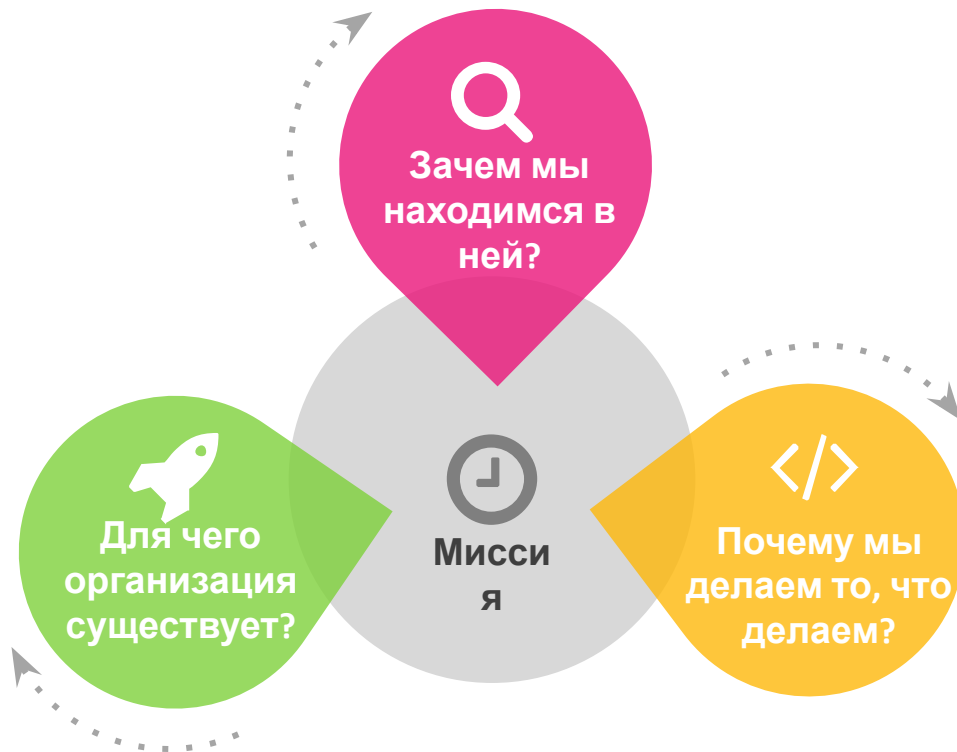 Зачем мы
находимся в
ней?
Для чего
организация
существует?
Мисси
я
Почему мы
делаем то, что
делаем?